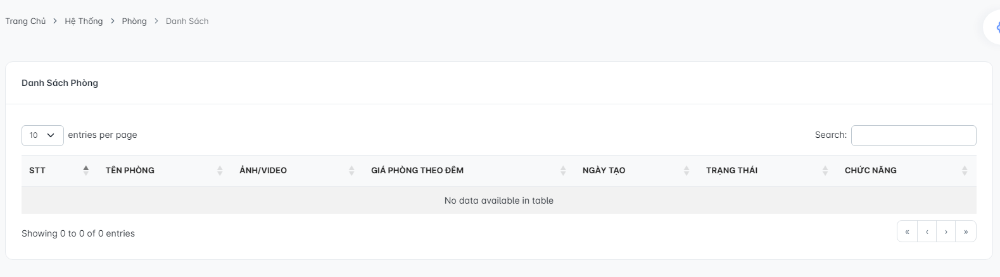 Trang Chủ > Hệ Thống > Phòng > Danh Sách
Danh Sách Phòng
10 entries per page
Search:
STT TÊN PHÒNG ẢNH/VIDEO GIÁ PHÒNG THEO ĐÊM NGÀY TẠO TRẠNG THÁI CHỨC NĂNG
No data available in table
Showing 0 to 0 of 0 entries
« ‹ › »